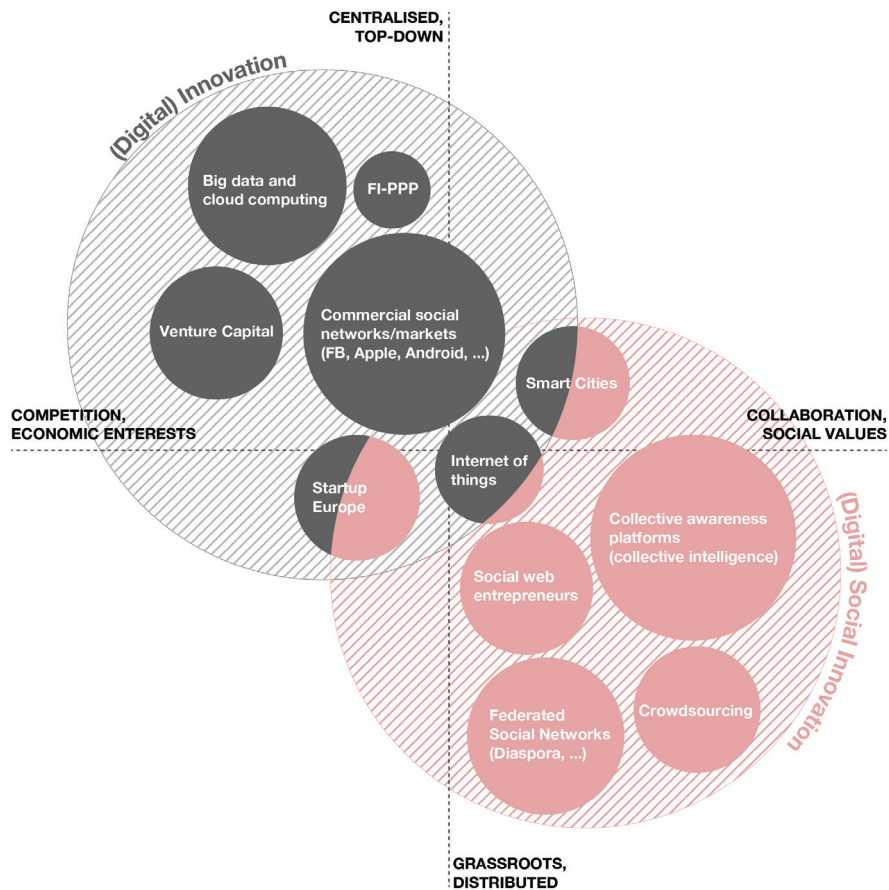 CENTRALISED,
TOP-DOWN
(Digital) Innovation
Big data and
cloud computing
FI-PPP
Venture Capital
Commercial social
networks/markets
(FB, Apple, Android, ...)
Smart Cities
COMPETITION,
ECONOMIC ENTERESTS
COLLABORATION,
SOCIAL VALUES
Internet of
things
Startup
Europe
Collective awareness
platforms
(collective intelligence)
(Digital) Social Innovation
Social web
entrepreneurs
Federated
Social Networks
(Diaspora, ...)
Crowdsourcing
GRASSROOTS,
DISTRIBUTED